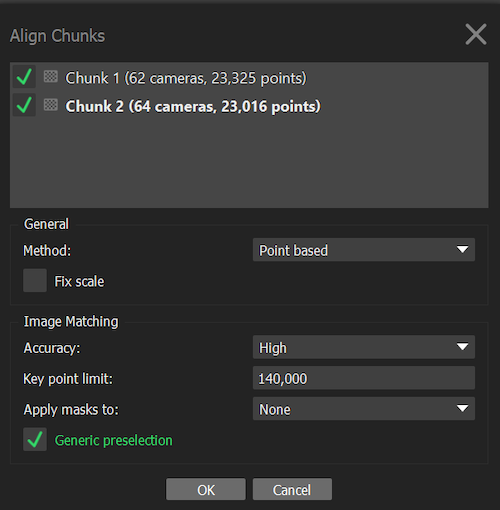 Align Chunks
Chunk 1 (62 cameras, 23,325 points)
Chunk 2 (64 cameras, 23,016 points)
General
Method: Point based
Fix scale
Image Matching
Accuracy: High
Key point limit: 140,000
Apply masks to: None
Generic preselection
OK Cancel